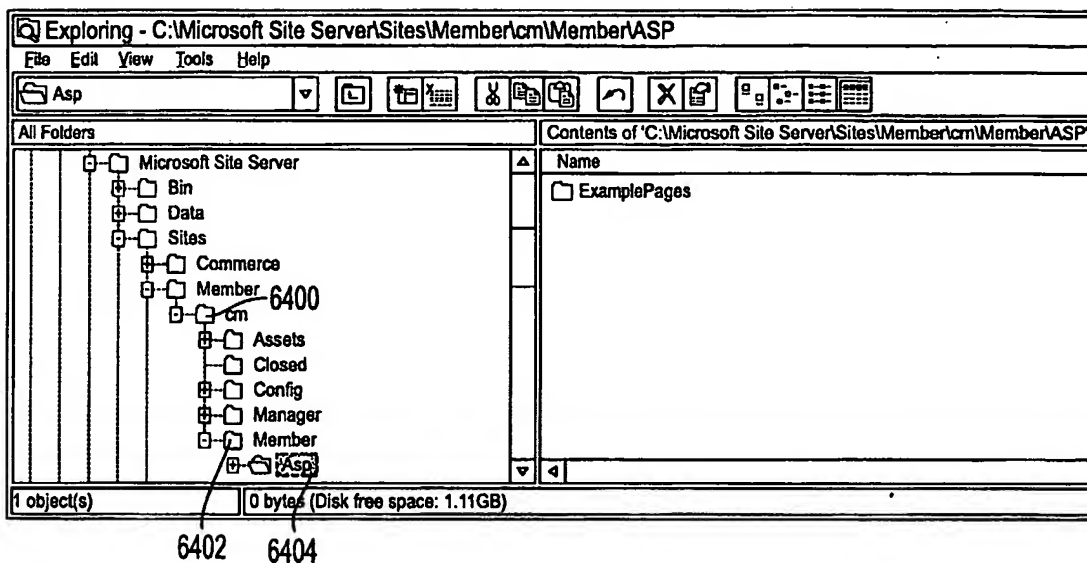 Exploring - C:\Microsoft Site Server\Sites\Member\cm\Member\ASP
File Edit View Tools Help
Asp
All Folders
Contents of 'C:\Microsoft Site Server\Sites\Member\cm\Member\ASP'
Name
ExamplePages
Microsoft Site Server
Bin
Data
Sites
Commerce
Member
6400
cm
Assets
Closed
Config
Manager
Member
Asp
1 object(s)
0 bytes (Disk free space: 1.11GB)
6402 6404